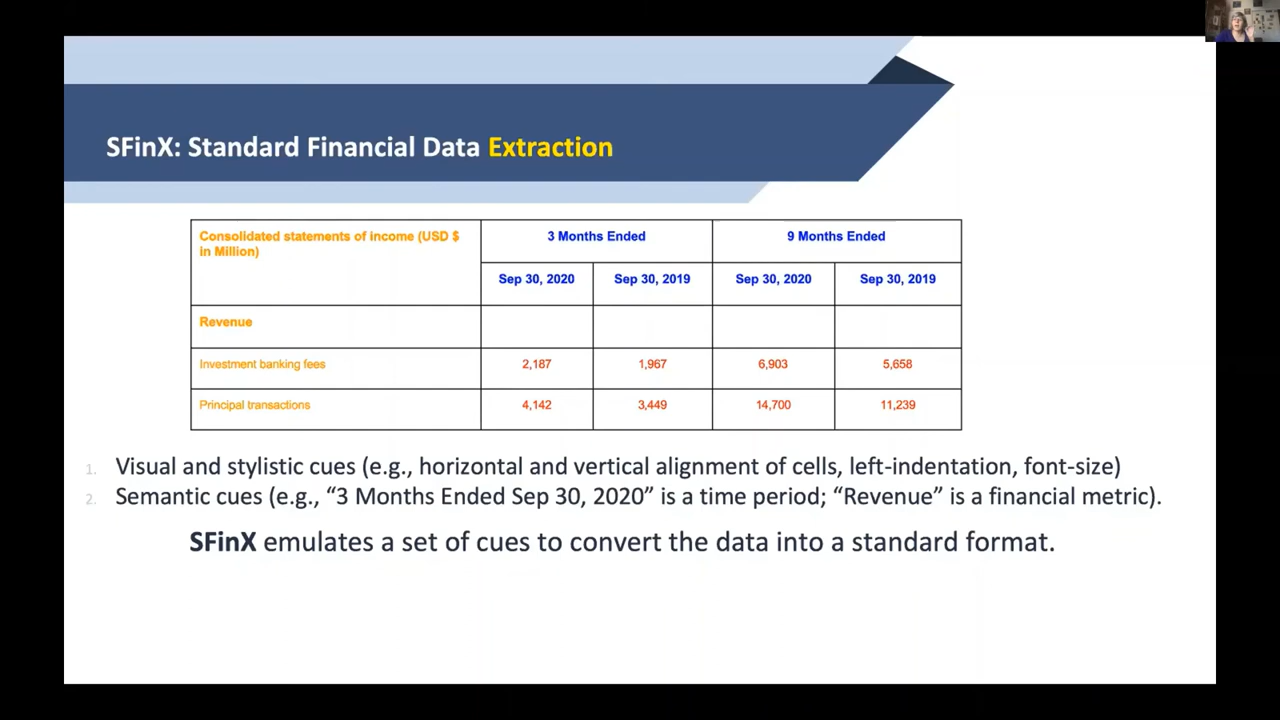 SFinX: Standard Financial Data Extraction
Consolidated statements of income (USD $
in Million)
3 Months Ended
9 Months Ended
Sep 30, 2020
Sep 30, 2019
Sep 30, 2020
Sep 30, 2019
Revenue
Investment banking fees
2,187
1,967
6,903
5,658
Principal transactions
4,142
3,449
14,700
11,239
1. Visual and stylistic cues (e.g., horizontal and vertical alignment of cells, left-indentation, font-size)
2. Semantic cues (e.g., “3 Months Ended Sep 30, 2020” is a time period; “Revenue” is a financial metric).
SFinX emulates a set of cues to convert the data into a standard format.